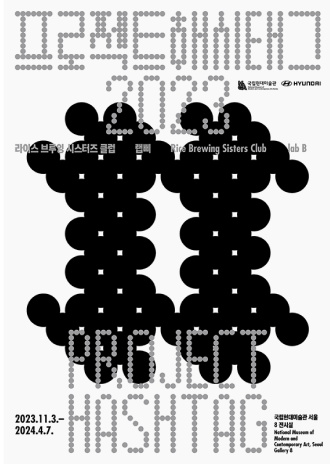 프로젝트해시태그
2023
국립현대미술관 HYUNDAI
라이스 브루잉 시스터즈 클럽 랩삐 Rice Brewing Sisters Club lab B
PROJECT
HASHTAG
2023.11.3.–
2024.4.7.
국립현대미술관 서울
8 전시실
National Museum of
Modern and
Contemporary Art, Seoul
Gallery 8